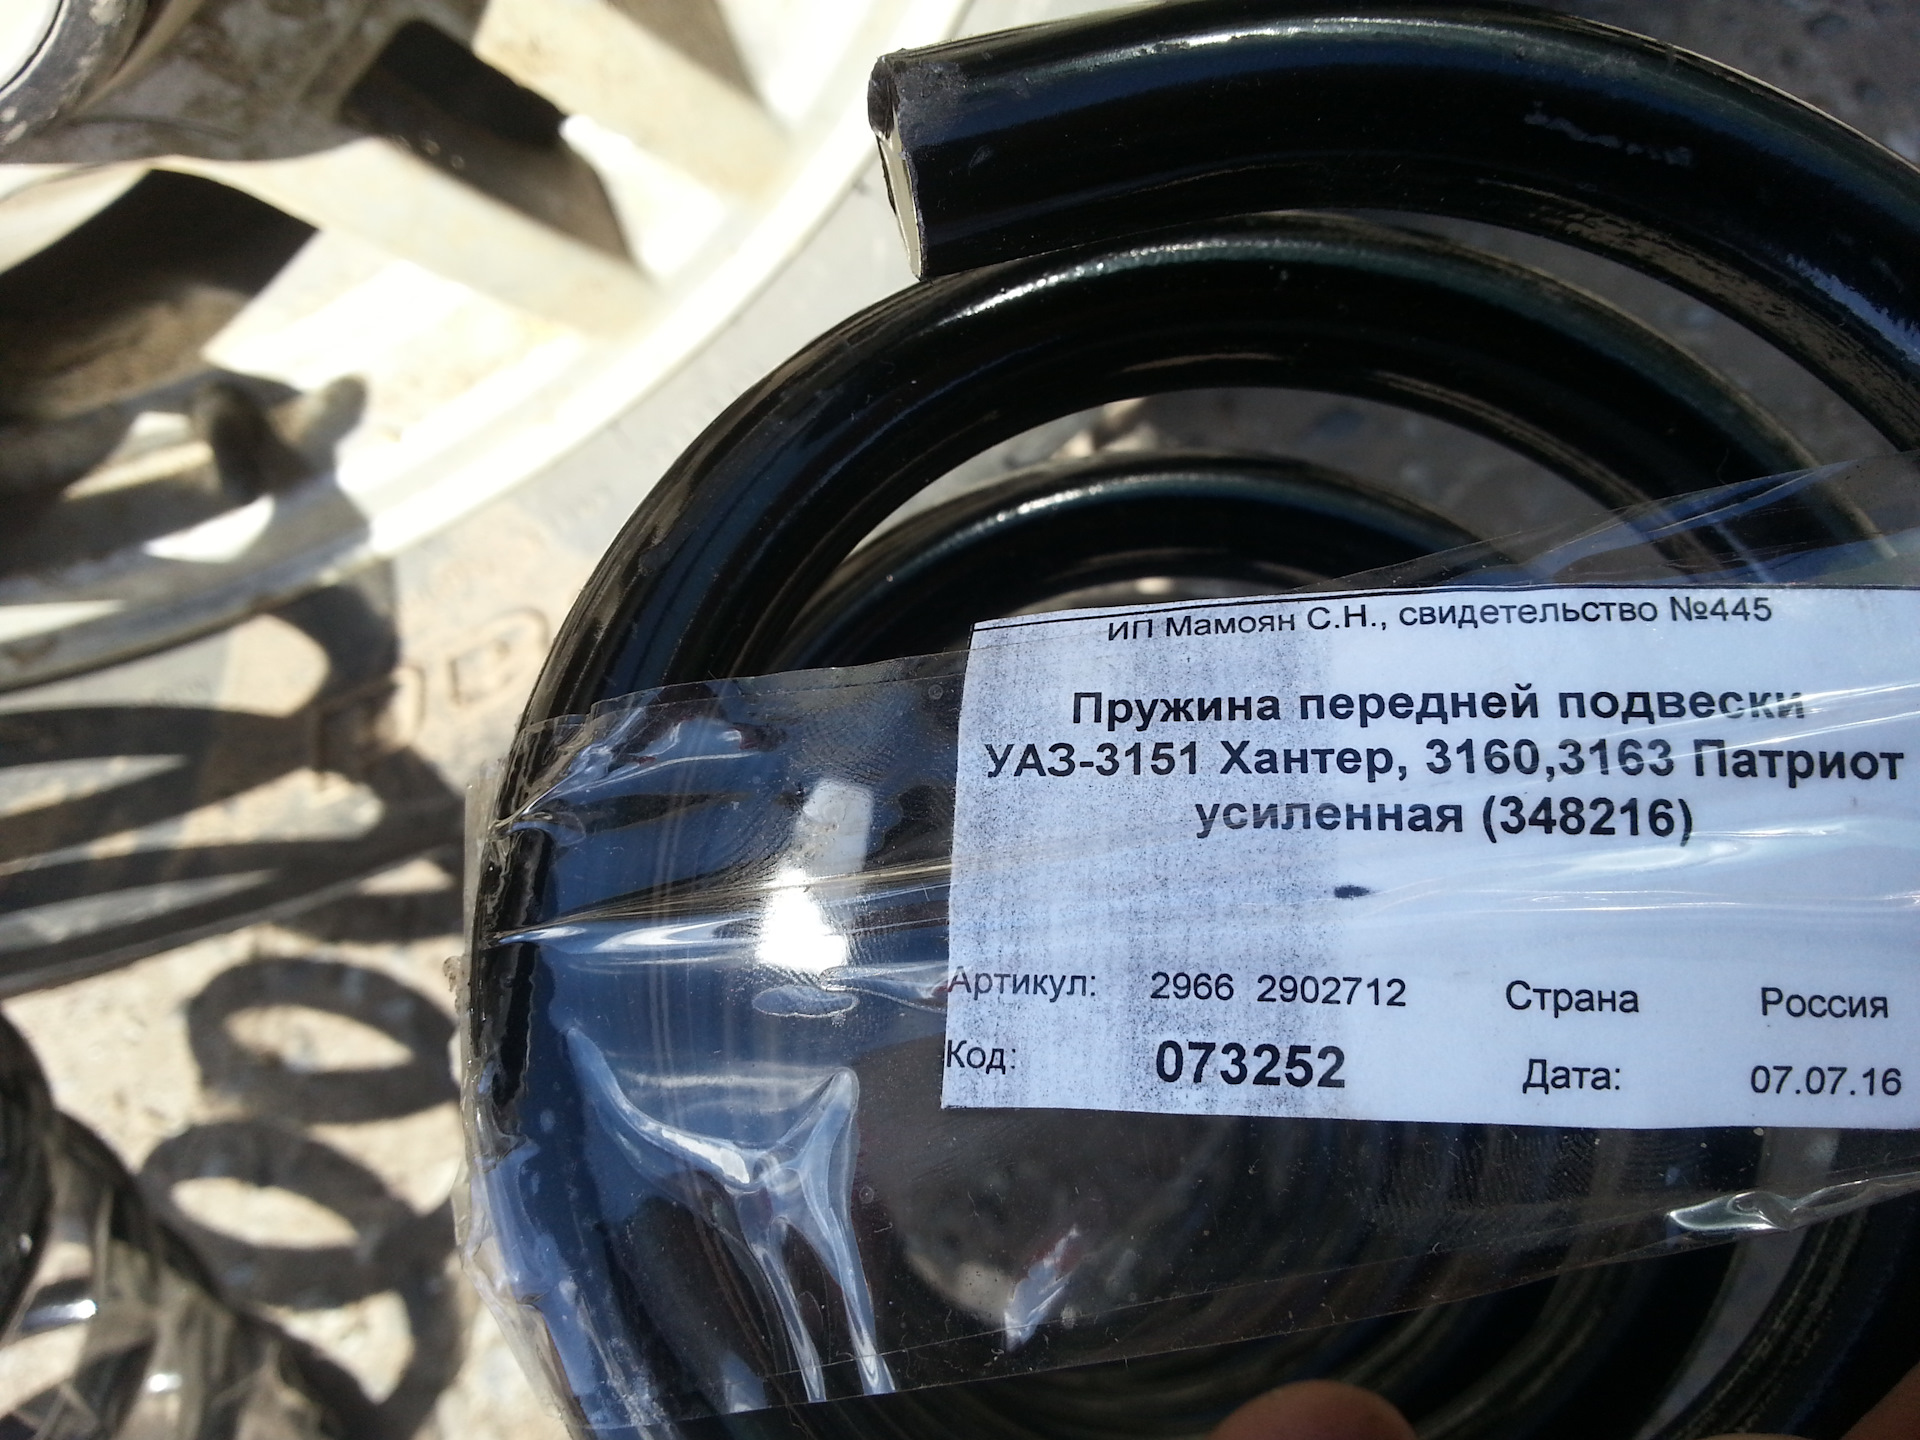 ИП Мамоян С.Н., свидетельство №445
Пружина передней подвески
УАЗ-3151 Хантер, 3160,3163 Патриот
усиленная (348216)
Артикул: 2966 2902712 Страна Россия
Код: 073252 Дата: 07.07.16